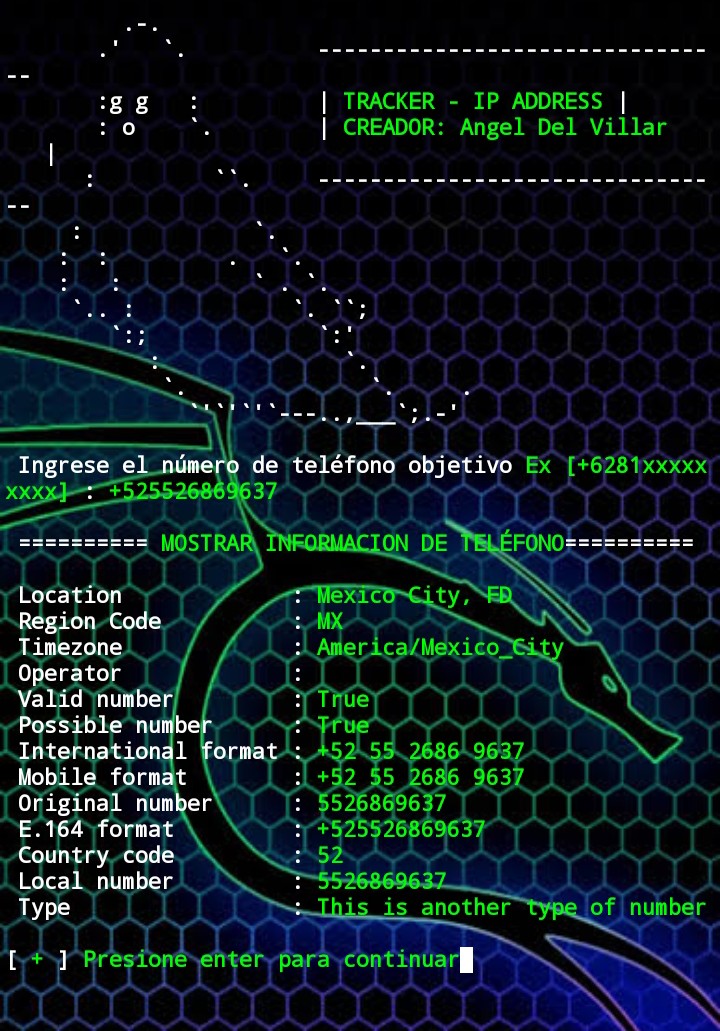 | TRACKER - IP ADDRESS |
| CREADOR: Angel Del Villar
|
Ingrese el número de teléfono objetivo Ex [+6281xxxxx
xxxx] : +525526869637
========== MOSTRAR INFORMACION DE TELÉFONO==========
Location : Mexico City, FD
Region Code : MX
Timezone : America/Mexico_City
Operator :
Valid number : True
Possible number : True
International format : +52 55 2686 9637
Mobile format : +52 55 2686 9637
Original number : 5526869637
E.164 format : +525526869637
Country code : 52
Local number : 5526869637
Type : This is another type of number
[ + ] Presione enter para continuar